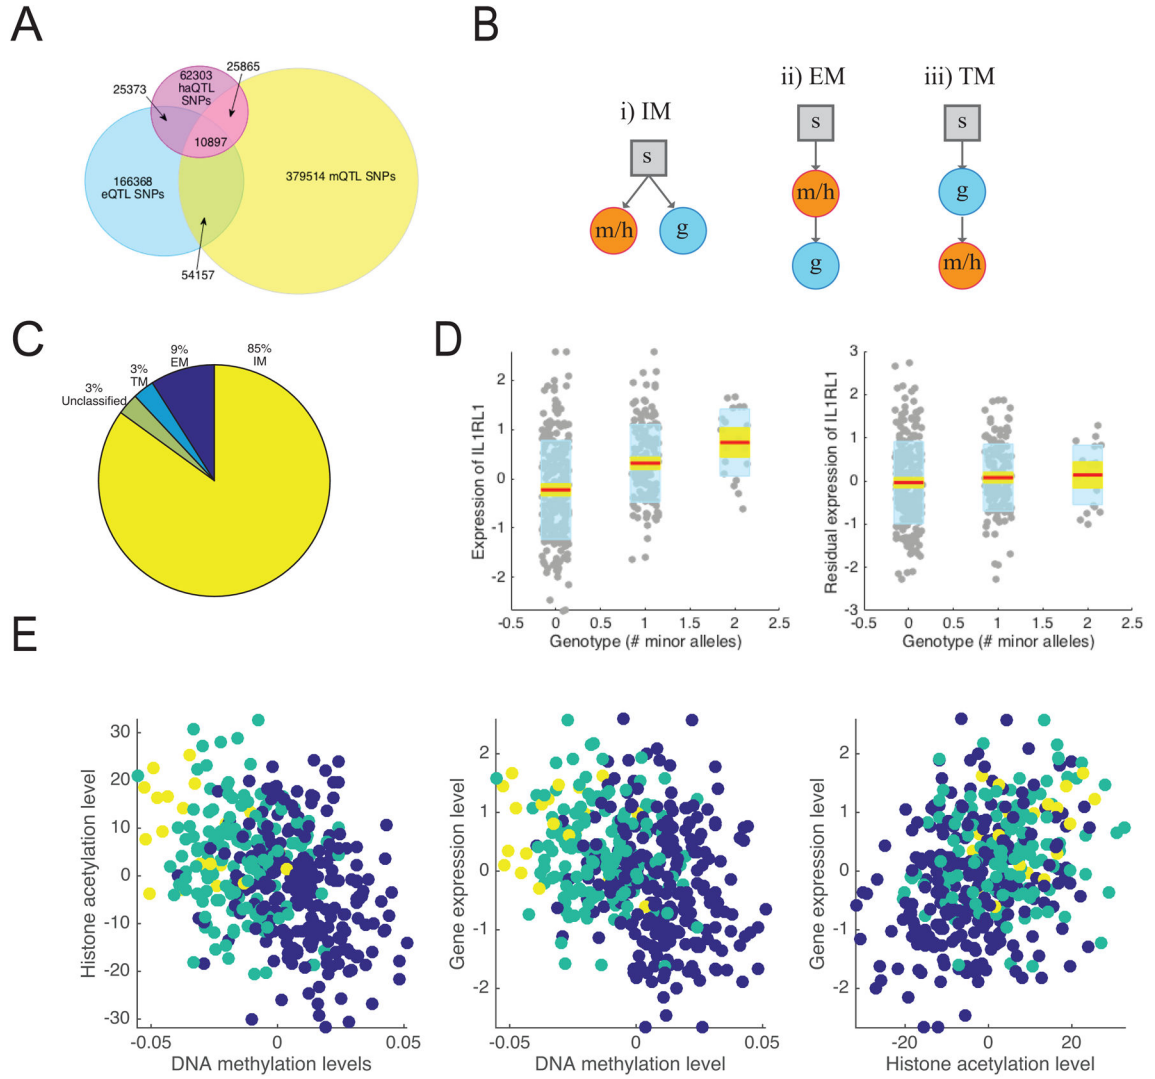 A
62303
haQTL
SNPs
25865
25373
10897
166368
eQTL SNPs
379514 mQTL SNPs
54157
B
i) IM
s
m/h
g
ii) EM
s
m/h
g
iii) TM
s
g
m/h
C
85%
IM
9%
EM
3%
TM
3%
Unclassified
D
Expression of IL1RL1
2
1
0
-1
-2
-0.5 0 0.5 1 1.5 2 2.5
Genotype (# minor alleles)
Residual expression of IL1RL1
3
2
1
0
-1
-2
-3
-0.5 0 0.5 1 1.5 2 2.5
Genotype (# minor alleles)
E
Histone acetylation level
30
20
10
0
-10
-20
-30
-0.05 0 0.05
DNA methylation levels
Gene expression level
2
1
0
-1
-2
-0.05 0 0.05
DNA methylation level
Gene expression level
2
1
0
-1
-2
-20 0 20
Histone acetylation level